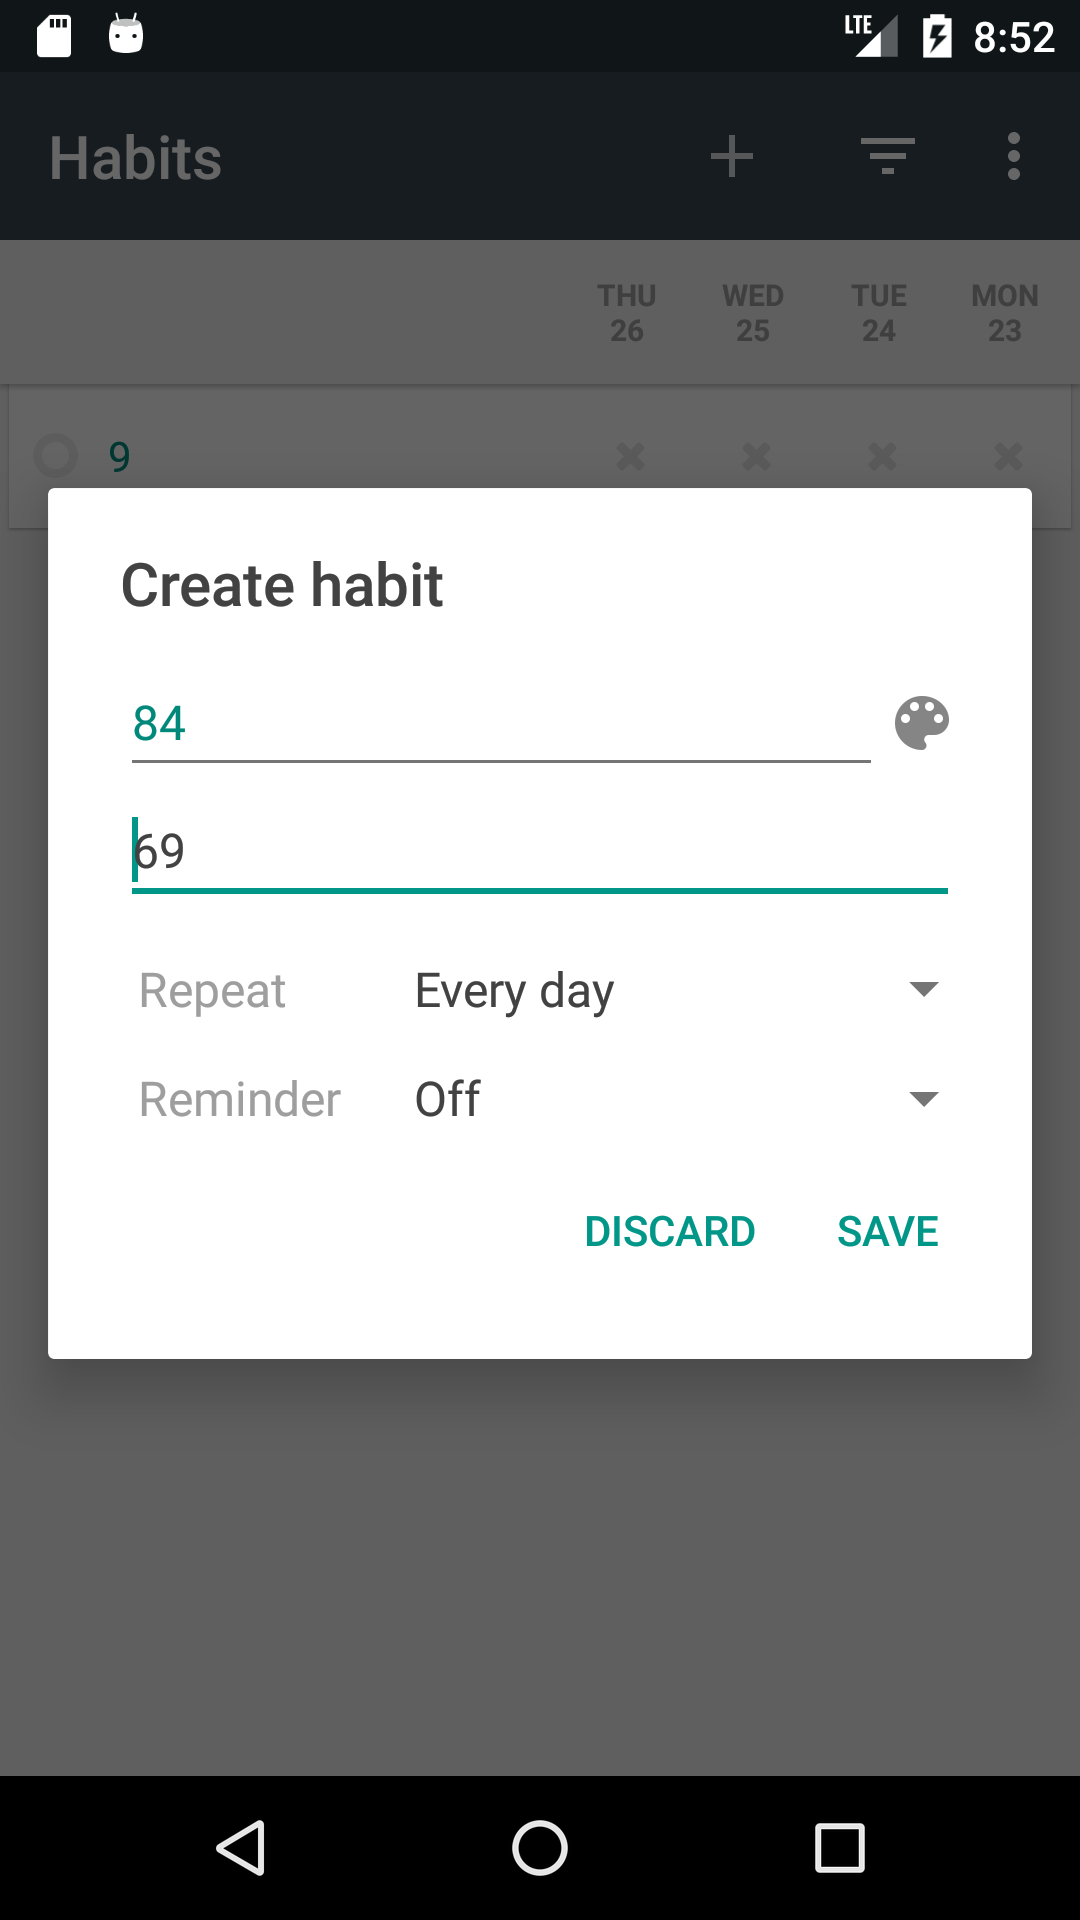 LTE 8:52
Habits
THU WED TUE MON
26 25 24 23
9
Create habit
84
69
Repeat Every day
Reminder Off
DISCARD SAVE